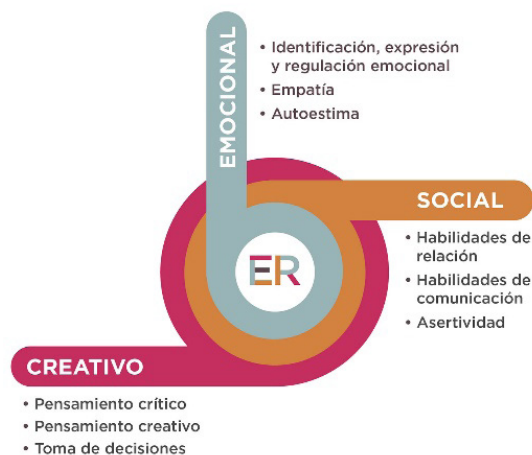 EMOCIONAL
• Identificación, expresión
y regulación emocional
• Empatía
• Autoestima
SOCIAL
• Habilidades de
relación
• Habilidades de
comunicación
• Asertividad
ER
CREATIVO
• Pensamiento crítico
• Pensamiento creativo
• Toma de decisiones